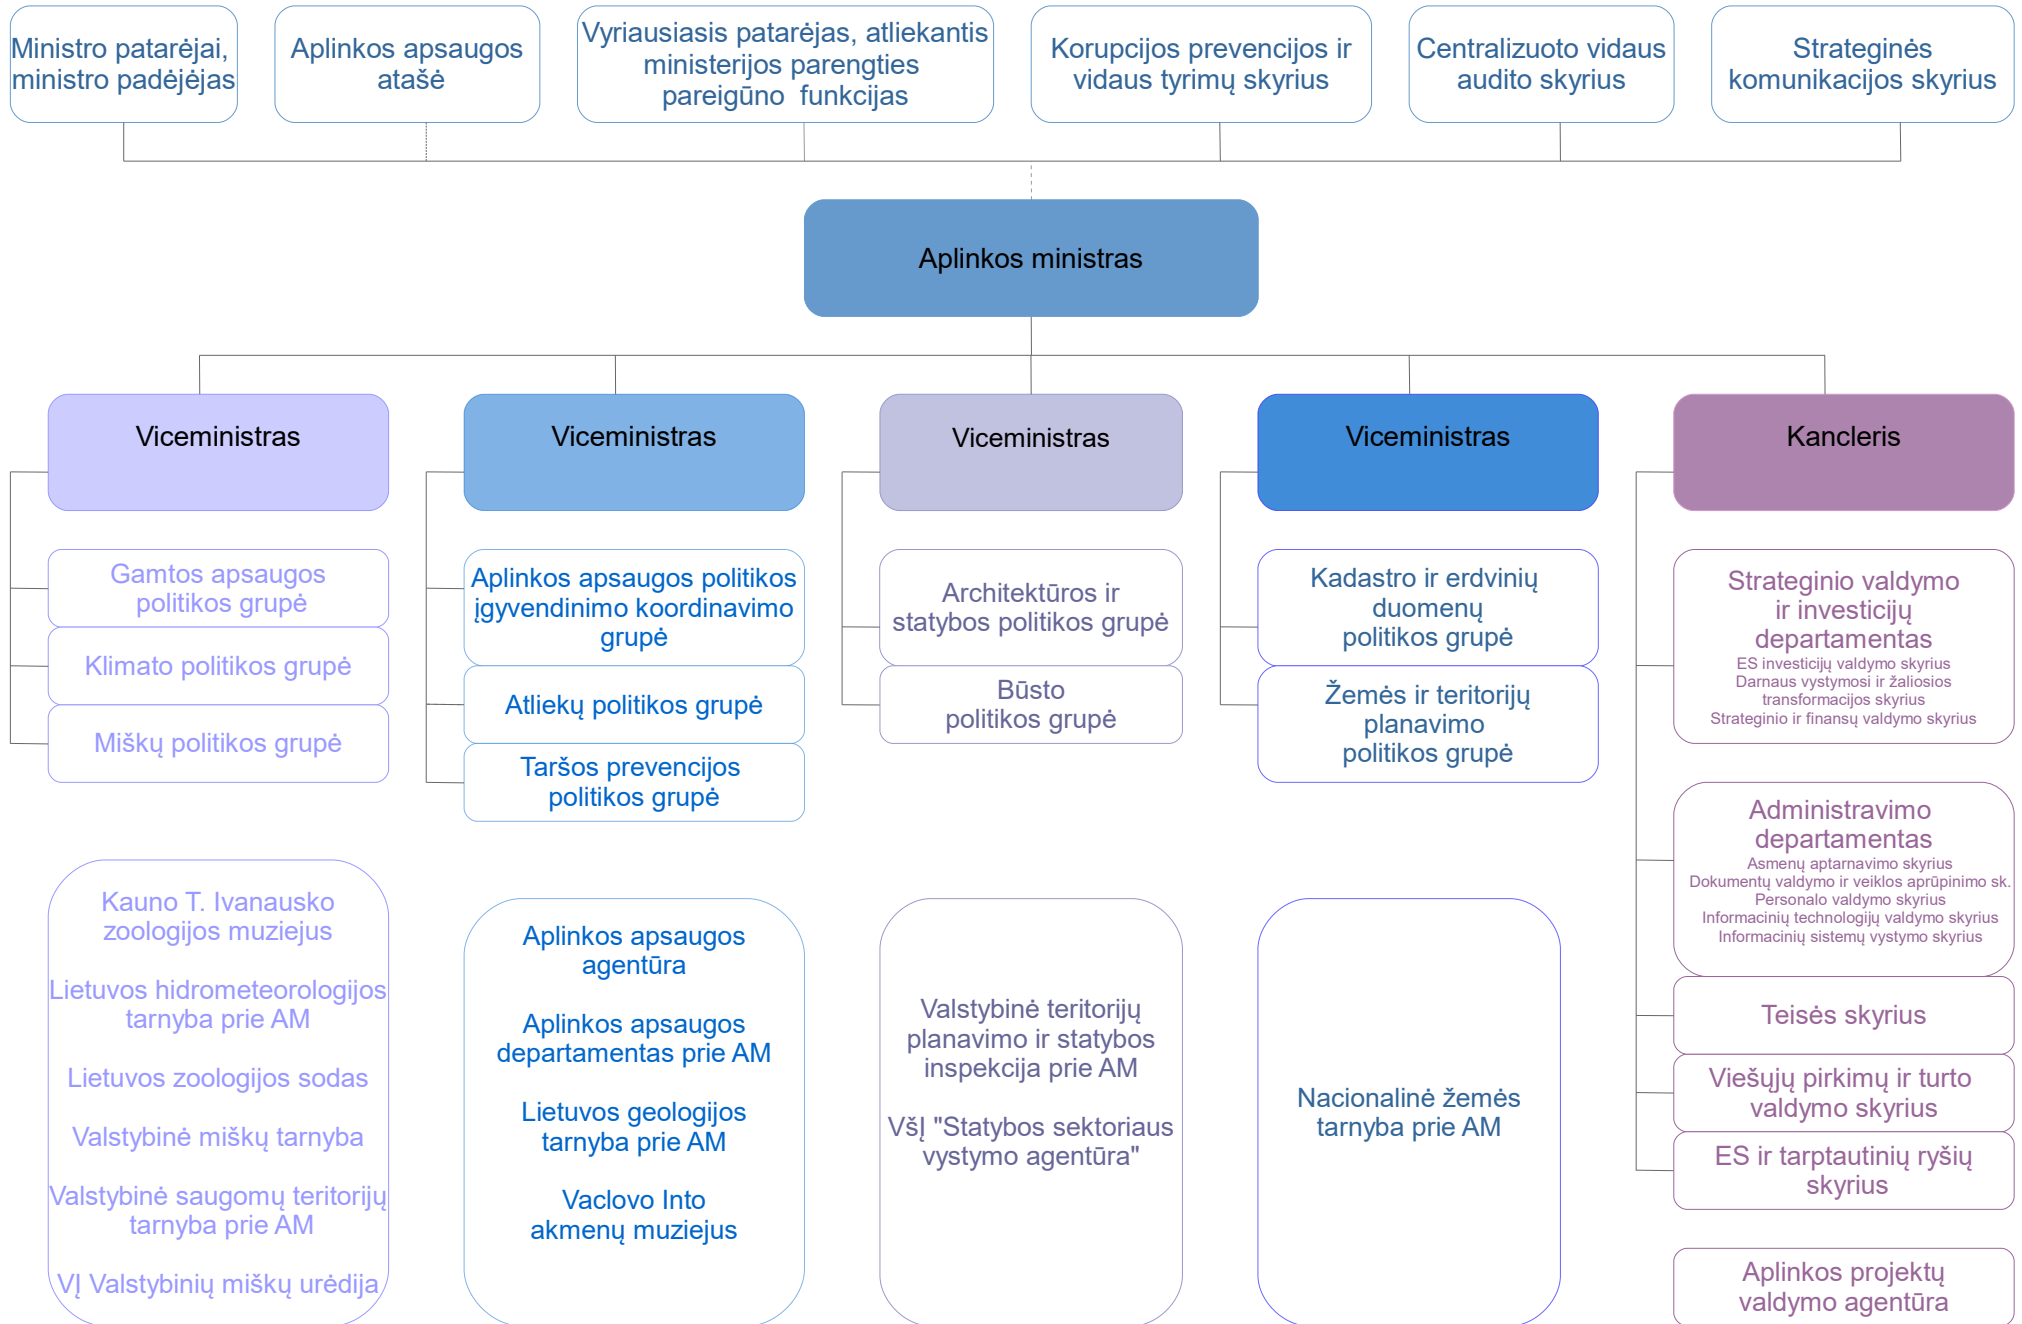 Ministro patarėjai,
ministro padėjėjas
Aplinkos apsaugos
atašė
Vyriausiasis patarėjas, atliekantis
ministerijos parengties
pareigūno funkcijas
Korupcijos prevencijos ir
vidaus tyrimų skyrius
Centralizuoto vidaus
audito skyrius
Strateginės
komunikacijos skyrius
Aplinkos ministras
Viceministras
Gamtos apsaugos
politikos grupė
Klimato politikos grupė
Miškų politikos grupė
Kauno T. Ivanausko
zoologijos muziejus
Lietuvos hidrometeorologijos
tarnyba prie AM
Lietuvos zoologijos sodas
Valstybinė miškų tarnyba
Valstybinė saugomų teritorijų
tarnyba prie AM
VĮ Valstybinių miškų urėdija
Viceministras
Aplinkos apsaugos politikos
įgyvendinimo koordinavimo
grupė
Atliekų politikos grupė
Taršos prevencijos
politikos grupė
Aplinkos apsaugos
agentūra
Aplinkos apsaugos
departamentas prie AM
Lietuvos geologijos
tarnyba prie AM
Vaclovo Into
akmenų muziejus
Viceministras
Architektūros ir
statybos politikos grupė
Būsto
politikos grupė
Valstybinė teritorijų
planavimo ir statybos
inspekcija prie AM
VšĮ "Statybos sektoriaus
vystymo agentūra"
Viceministras
Kadastro ir erdvinių
duomenų
politikos grupė
Žemės ir teritorijų
planavimo
politikos grupė
Nacionalinė žemės
tarnyba prie AM
Kancleris
Strateginio valdymo
ir investicijų
departamentas
ES investicijų valdymo skyrius
Darnaus vystymosi ir žaliosios
transformacijos skyrius
Strateginio ir finansų valdymo skyrius
Administravimo
departamentas
Asmenų aptarnavimo skyrius
Dokumentų valdymo ir veiklos aprūpinimo sk.
Personalo valdymo skyrius
Informacinių technologijų valdymo skyrius
Informacinių sistemų vystymo skyrius
Teisės skyrius
Viešųjų pirkimų ir turto
valdymo skyrius
ES ir tarptautinių ryšių
skyrius
Aplinkos projektų
valdymo agentūra